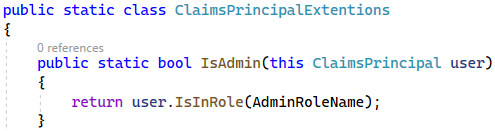 public static class ClaimsPrincipalExtentions
{
0 references
public static bool IsAdmin(this ClaimsPrincipal user)
{
return user.IsInRole(AdminRoleName);
}